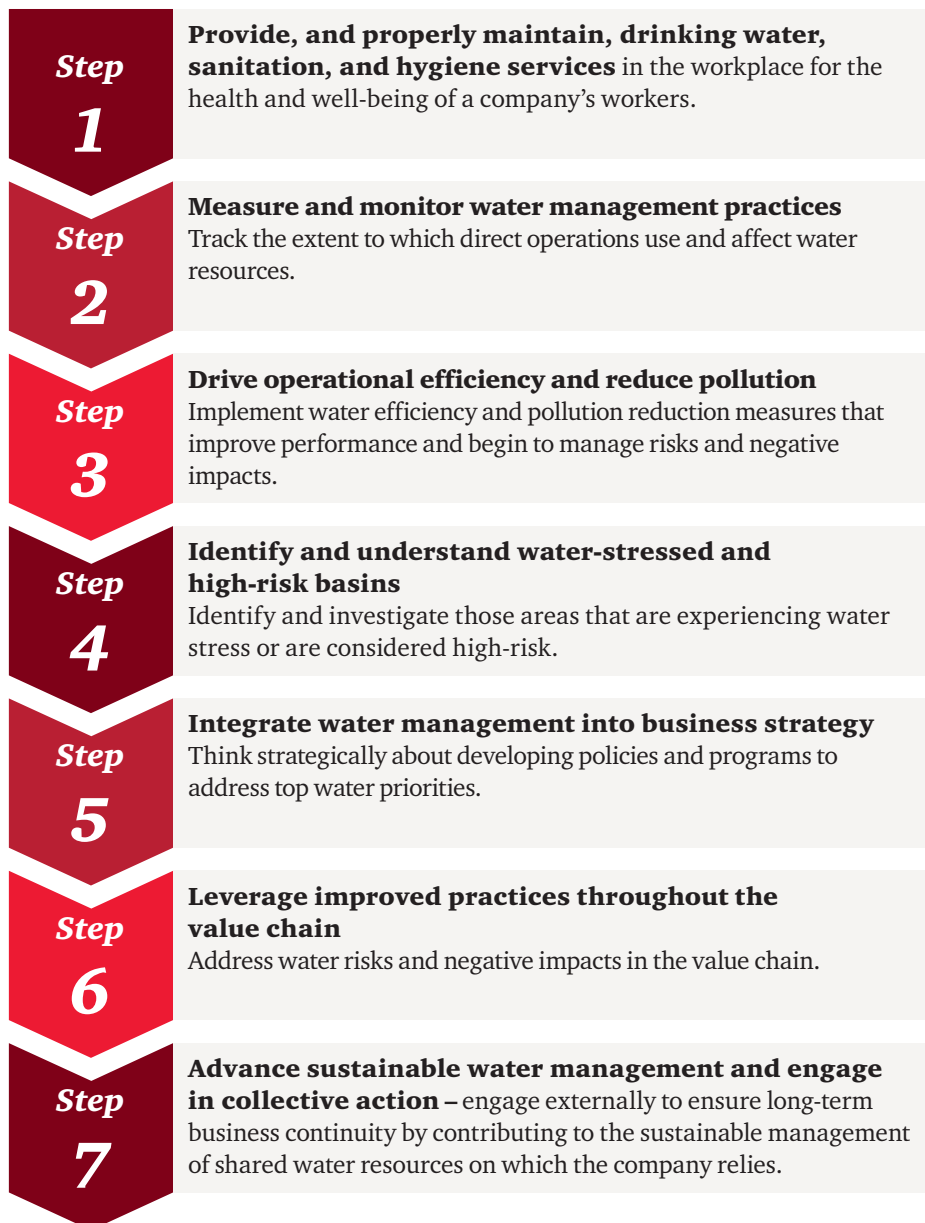 Step
1
Provide, and properly maintain, drinking water,
sanitation, and hygiene services in the workplace for the
health and well-being of a company’s workers.
Step
2
Measure and monitor water management practices
Track the extent to which direct operations use and affect water
resources.
Step
3
Drive operational efficiency and reduce pollution
Implement water efficiency and pollution reduction measures that
improve performance and begin to manage risks and negative
impacts.
Step
4
Identify and understand water-stressed and
high-risk basins
Identify and investigate those areas that are experiencing water
stress or are considered high-risk.
Step
5
Integrate water management into business strategy
Think strategically about developing policies and programs to
address top water priorities.
Step
6
Leverage improved practices throughout the
value chain
Address water risks and negative impacts in the value chain.
Step
7
Advance sustainable water management and engage
in collective action – engage externally to ensure long-term
business continuity by contributing to the sustainable management
of shared water resources on which the company relies.